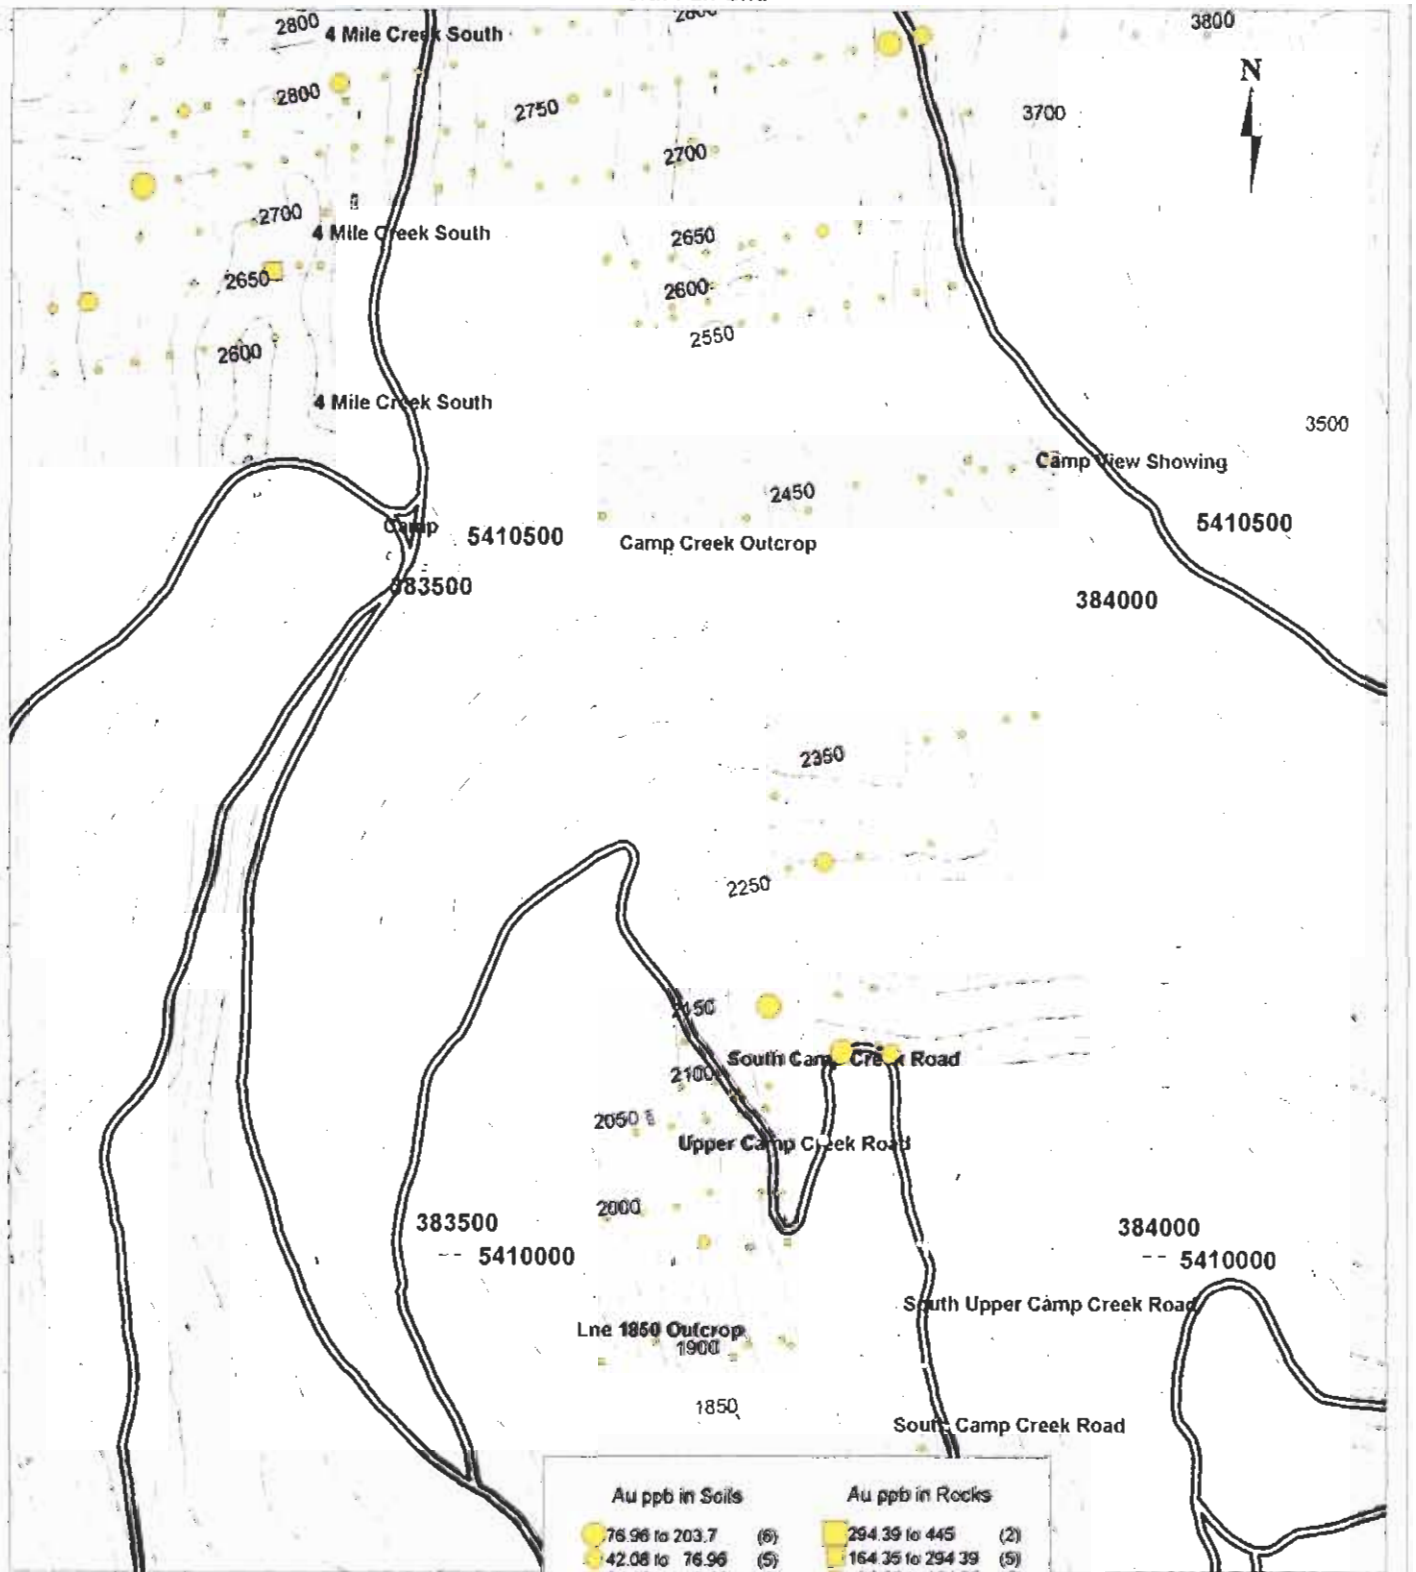 2800
3800
4 Mile Creek South
N
2800
2750
3700
2700
2700
4 Mile Creek South
2650
2650
2600
2550
2600
4 Mile Creek South
3500
Camp View Showing
2450
Camp
5410500
Camp Creek Outcrop
5410500
383500
384000
2350
2250
2150
South Camp Creek Road
2100
2050
Upper Camp Creek Road
2000
383500
384000
-- 5410000
-- 5410000
South Upper Camp Creek Road
Lne 1850 Outcrop
1900
1850
South Camp Creek Road
Au ppb in Soils
Au ppb in Rocks
76.96 to 203.7 (6)
294.39 to 445 (2)
42.08 to 76.96 (5)
164.35 to 294.39 (5)